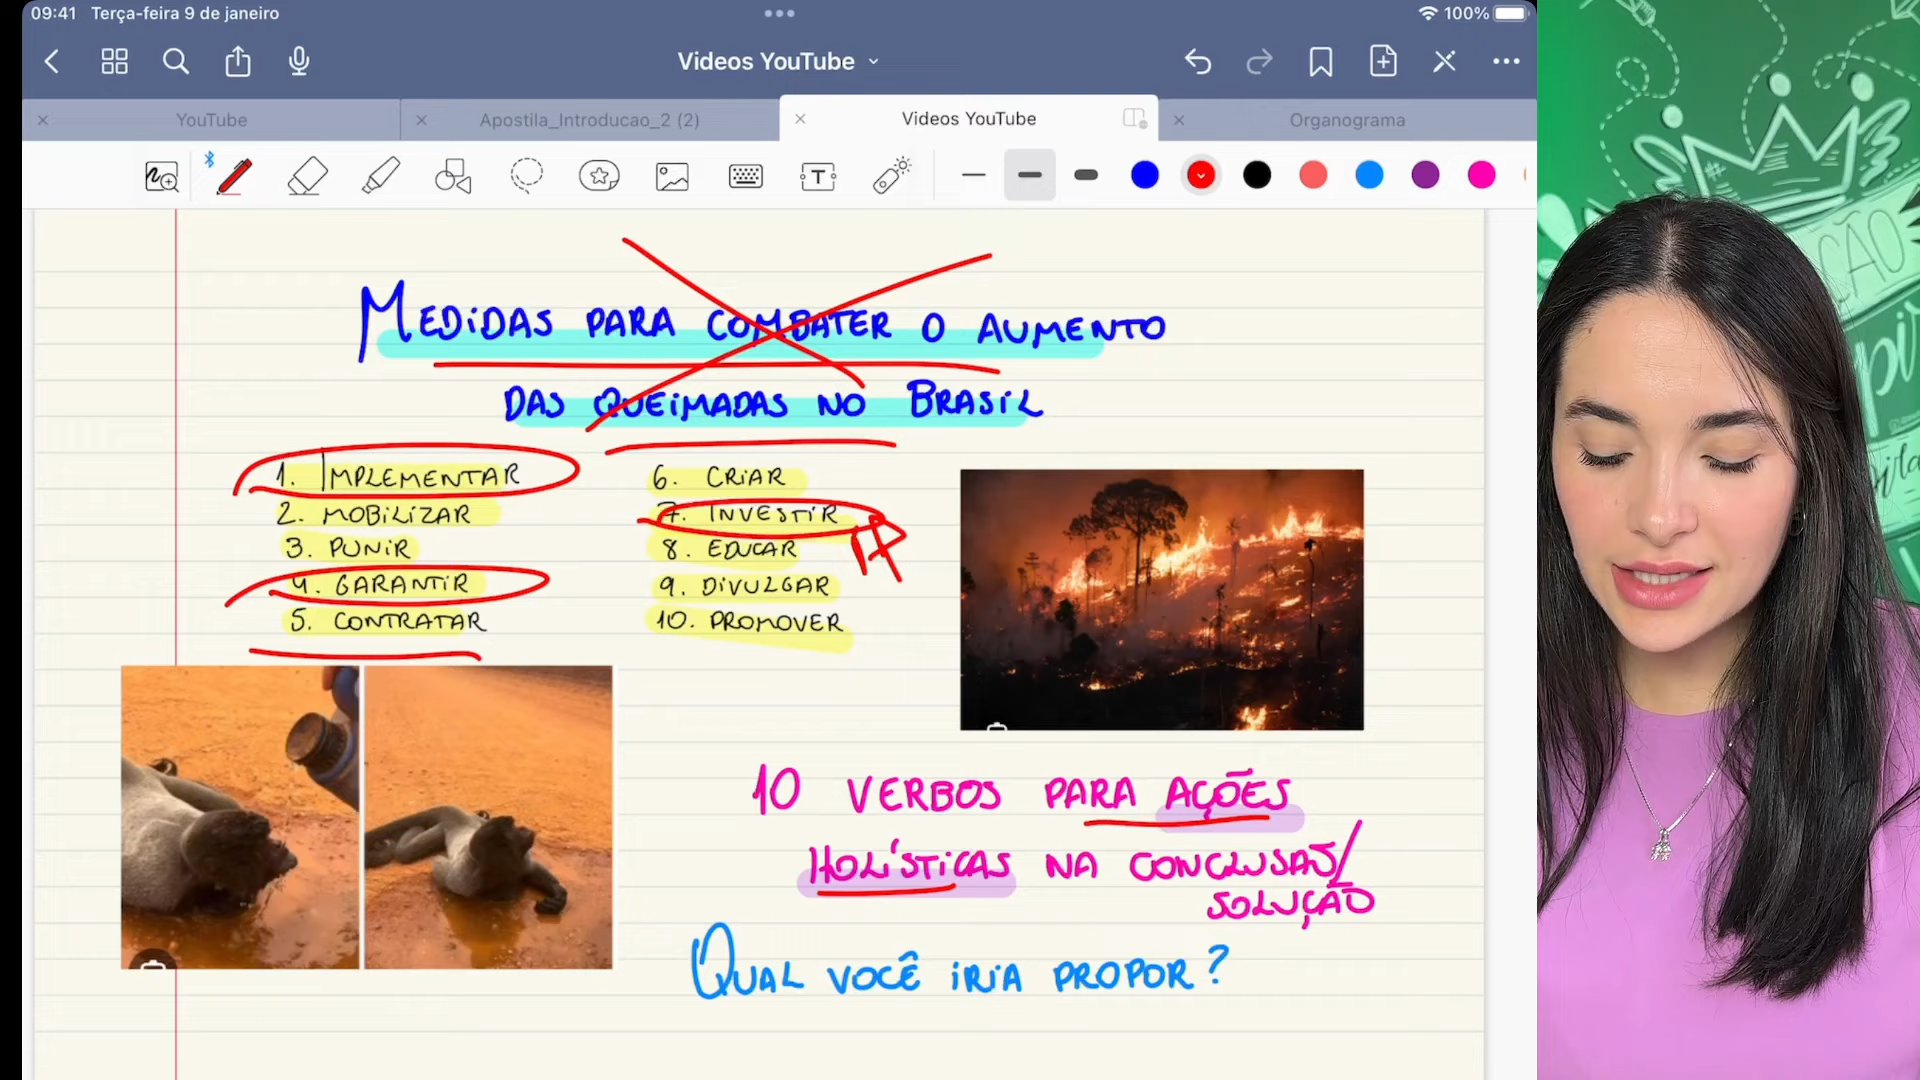 09:41 Terça-feira 9 de janeiro
100%
Videos YouTube
YouTube
Apostila_Introducao_2 (2)
Videos YouTube
Organograma
T
MEDIDAS PARA COMBATER O AUMENTO
DAS QUEIMADAS NO BRASIL
1. IMPLEMENTAR
2. MOBILIZAR
3. PUNIR
4. GARANTIR
5. CONTRATAR
6. CRIAR
7. INVESTIR
8. EDUCAR
9. DIVULGAR
10. PROMOVER
10 VERBOS PARA AÇÕES
HOLÍSTICAS NA CONCLUSÃO/
SOLUÇÃO
QUAL VOCÊ IRIA PROPOR?